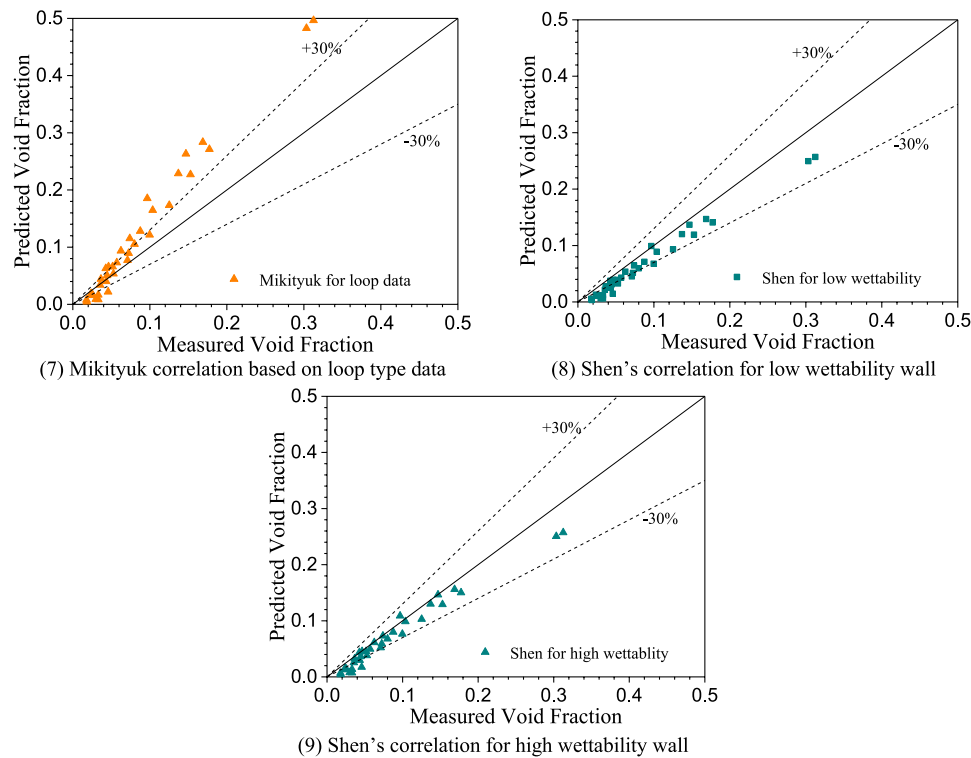 0.5
0.4
0.3
0.2
0.1
0.0
Predicted Void Fraction
+30%
-30%
Mikityuk for loop data
0.0 0.1 0.2 0.3 0.4 0.5
Measured Void Fraction
(7) Mikityuk correlation based on loop type data
0.5
0.4
0.3
0.2
0.1
0.0
Predicted Void Fraction
+30%
-30%
Shen for low wettability
0.0 0.1 0.2 0.3 0.4 0.5
Measured Void Fraction
(8) Shen's correlation for low wettability wall
0.5
0.4
0.3
0.2
0.1
0.0
Predicted Void Fraction
+30%
-30%
Shen for high wettablity
0.0 0.1 0.2 0.3 0.4 0.5
Measured Void Fraction
(9) Shen's correlation for high wettability wall